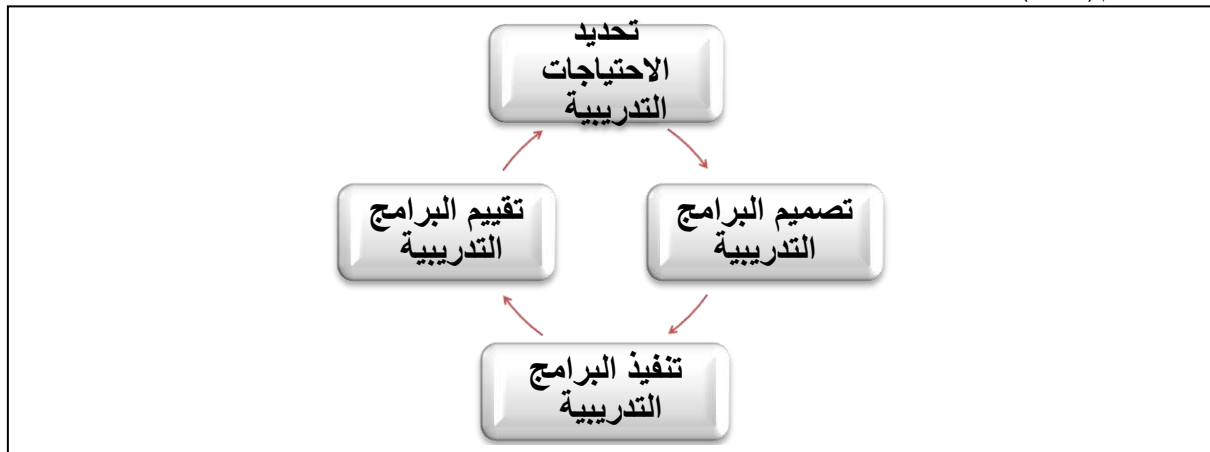 تحديد
الاحتياجات
التدريبية
تصميم البرامج
التدريبية
تنفيذ البرامج
التدريبية
تقييم البرامج
التدريبية